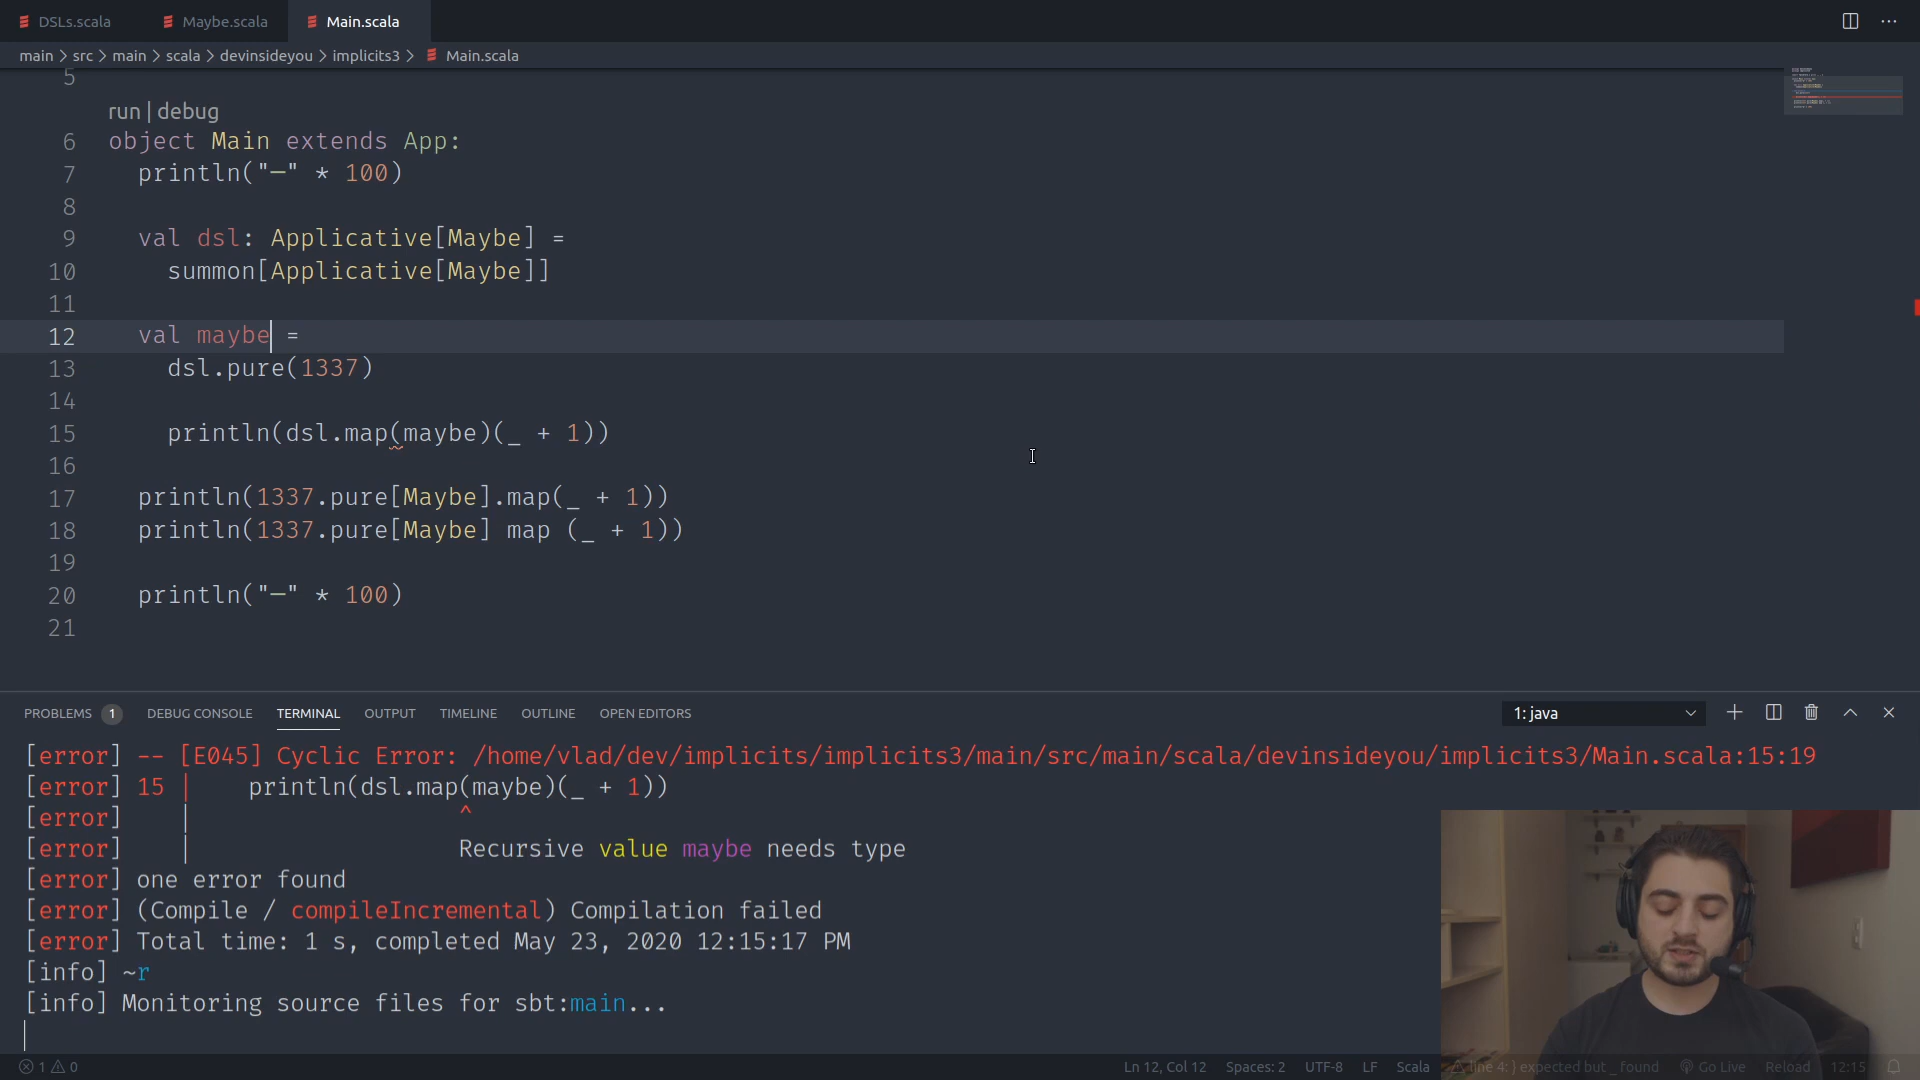 DSLs.scala Maybe.scala Main.scala
main > src > main > scala > devinsideyou > implicits3 > Main.scala
5
run | debug
6 object Main extends App:
7 println("—" * 100)
8
9 val dsl: Applicative[Maybe] =
10 summon[Applicative[Maybe]]
11
12 val maybe =
13 dsl.pure(1337)
14
15 println(dsl.map(maybe)(_ + 1))
16
17 println(1337.pure[Maybe].map(_ + 1))
18 println(1337.pure[Maybe] map (_ + 1))
19
20 println("—" * 100)
21
PROBLEMS 1 DEBUG CONSOLE TERMINAL OUTPUT TIMELINE OUTLINE OPEN EDITORS 1: java
[error] -- [E045] Cyclic Error: /home/vlad/dev/implicits/implicits3/main/src/main/scala/devinsideyou/implicits3/Main.scala:15:19
[error] 15 | println(dsl.map(maybe)(_ + 1))
[error] | ^
[error] | Recursive value maybe needs type
[error] one error found
[error] (Compile / compileIncremental) Compilation failed
[error] Total time: 1 s, completed May 23, 2020 12:15:17 PM
[info] ~r
[info] Monitoring source files for sbt:main...
1 0 Ln 12, Col 12 Spaces: 2 UTF-8 LF Scala line 4: ) expected but _ found Go Live Reload 12:15